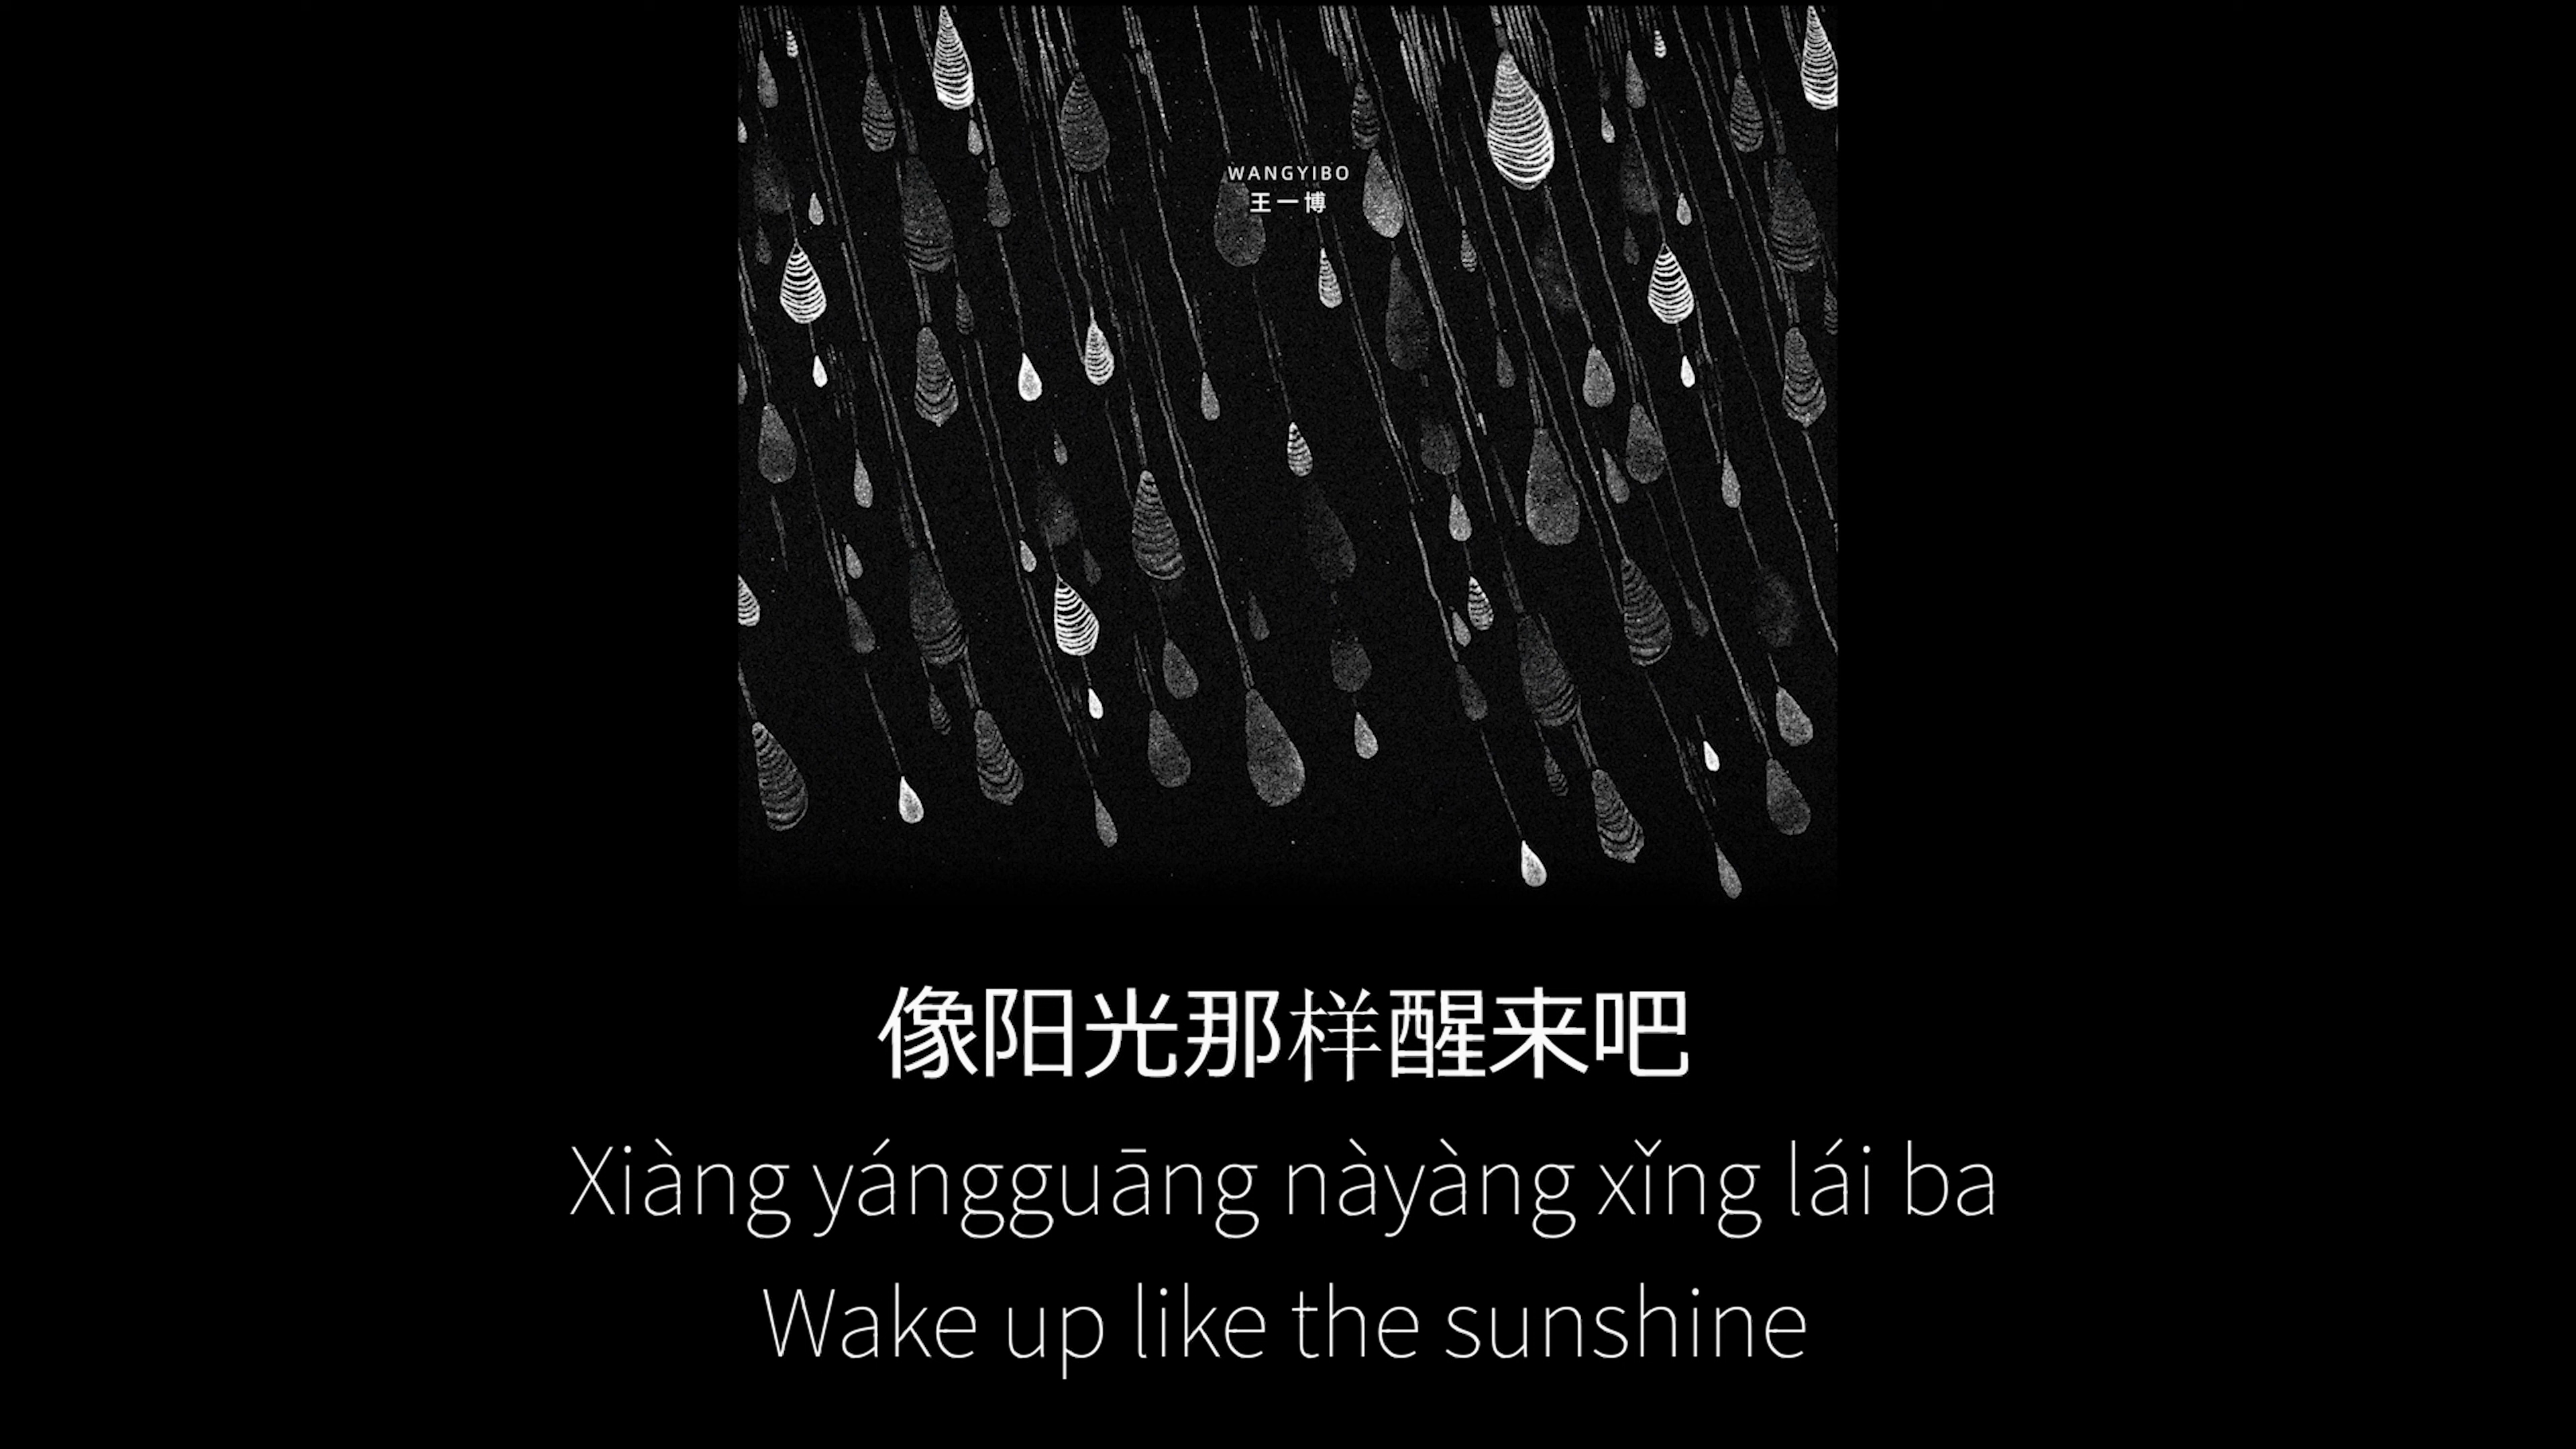 WANGYIBO
王一博
像阳光那样醒来吧
Xiàng yángguāng nàyàng xǐng lái ba
Wake up like the sunshine